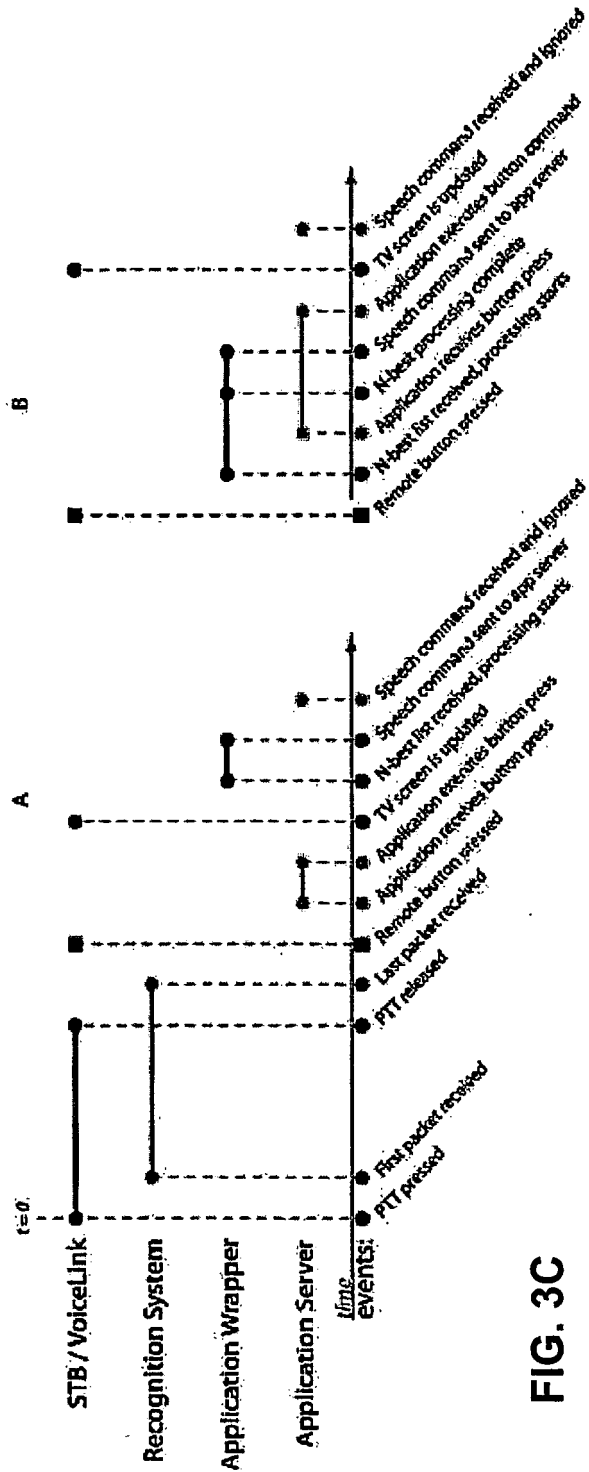 A
B
t=0
STB / VoiceLink
Recognition System
Application Wrapper
Application Server
time
events:
PTT pressed
First packet received
PTT released
Last packet received
Remote button pressed
Application receives button press
Application executes button press
TV screen is updated
N-best list received, processing starts
Speech command sent to app server
Speech command received and ignored
Remote button pressed
N-best list received, processing starts
Application receives button press
N-best processing complete
Speech command sent to app server
Application executes button command
TV screen is updated
Speech command received and ignored
FIG. 3C